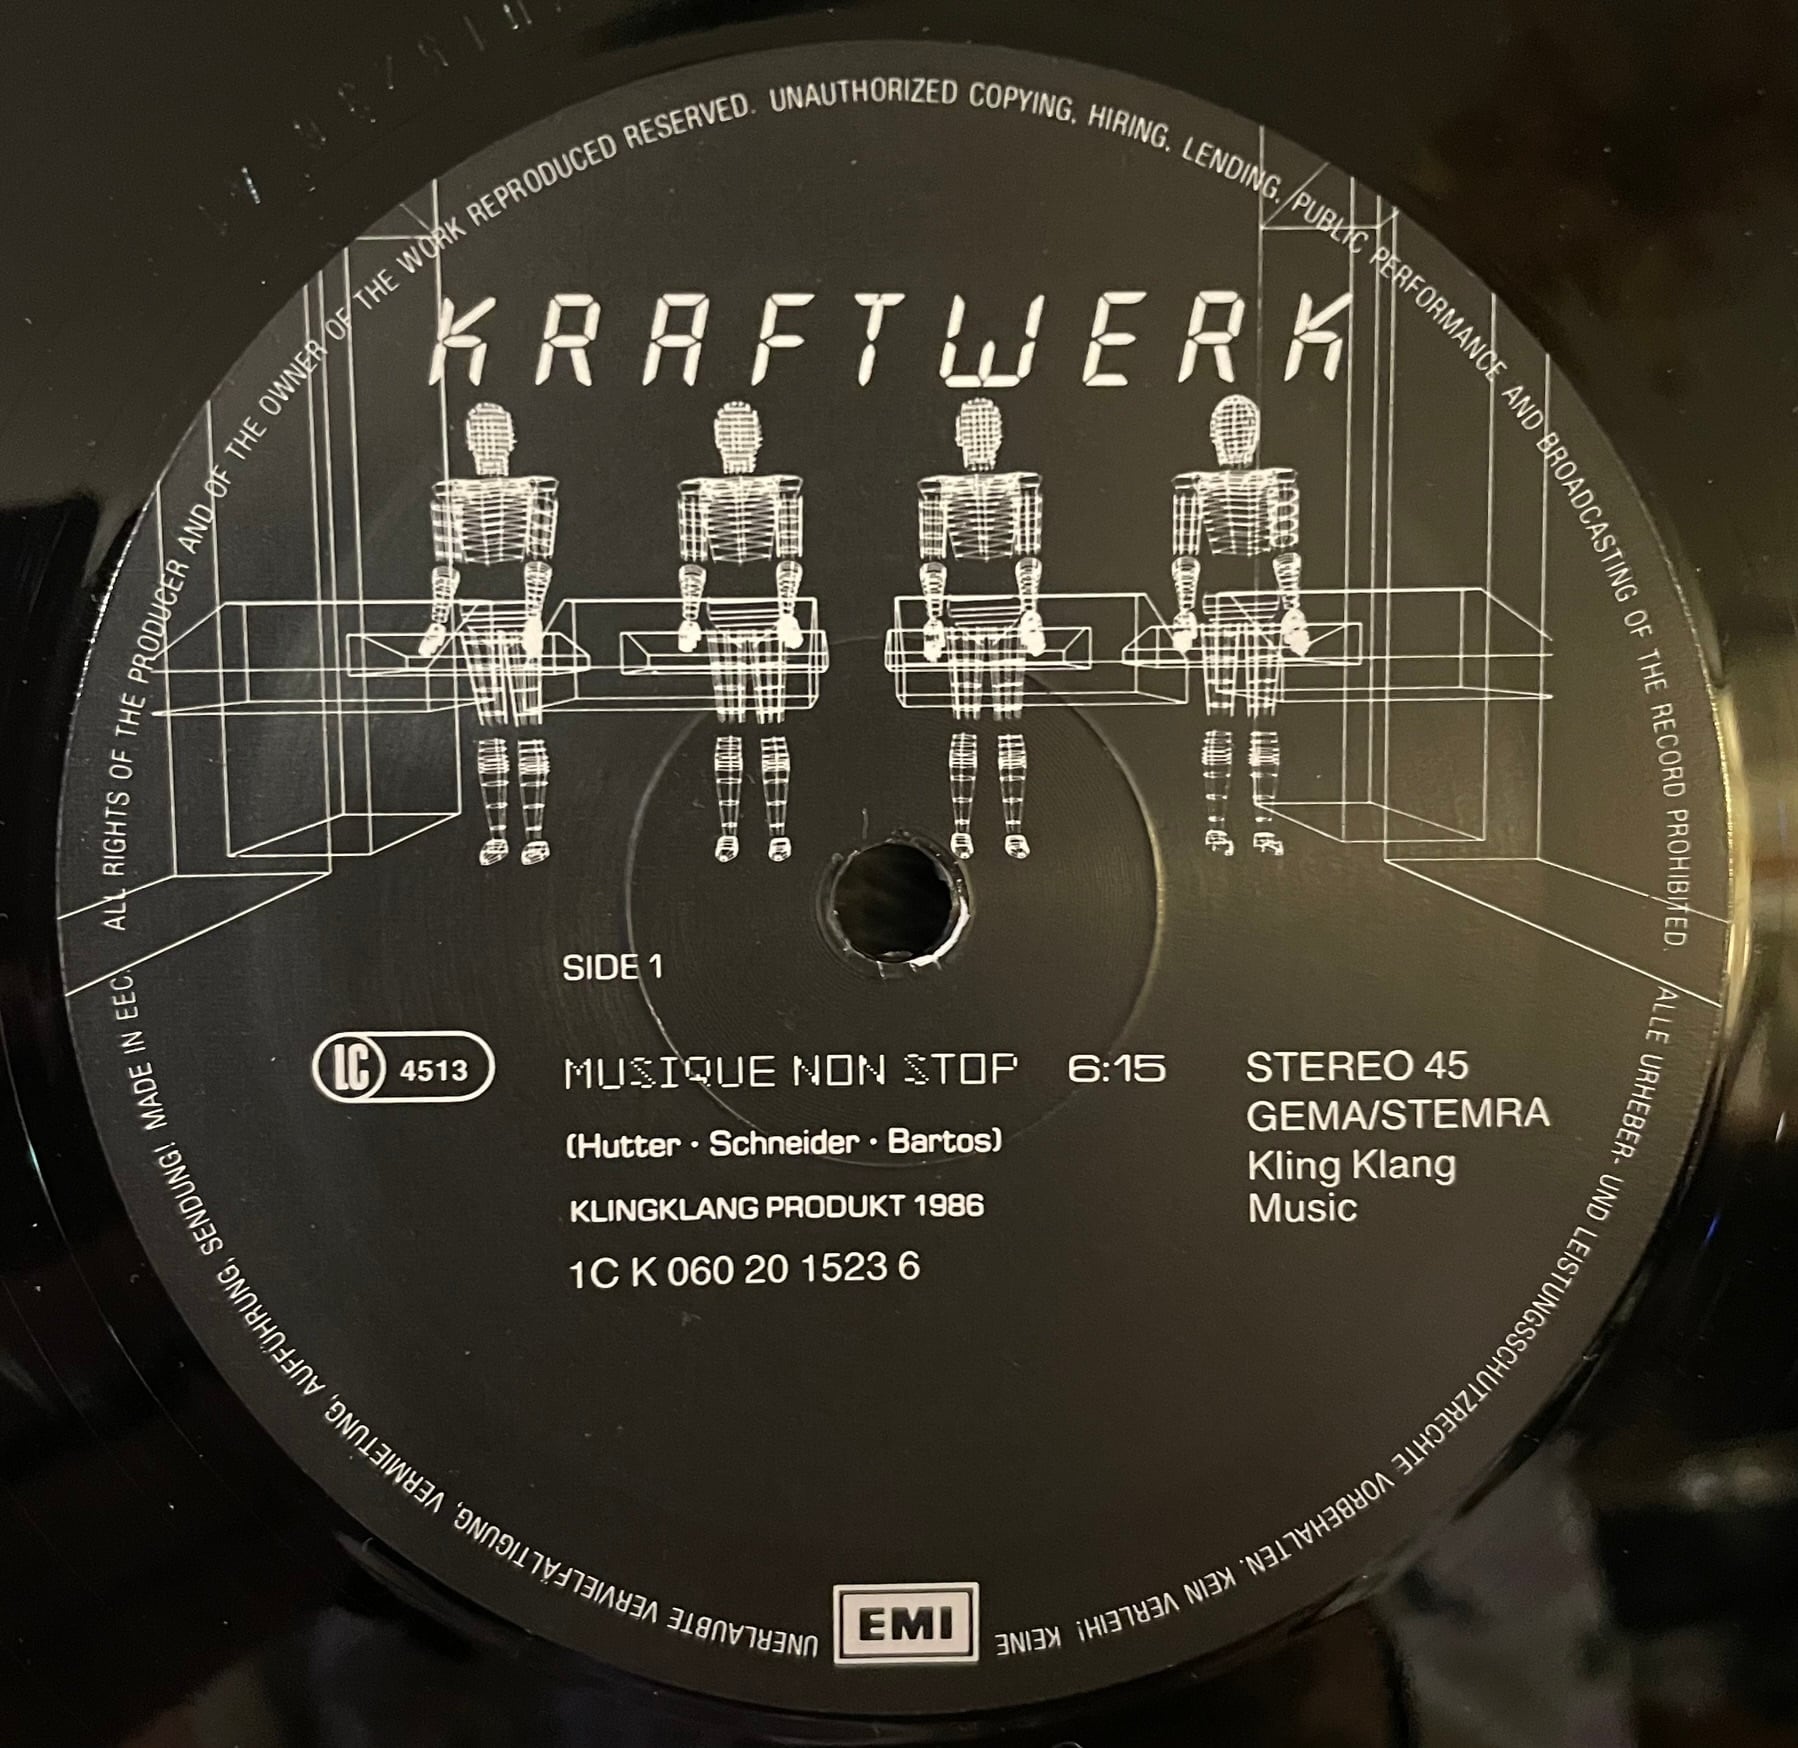 KRAFTWERK
SIDE 1
LC 4513
MUSIQUE NON STOP 6:15
(Hutter · Schneider · Bartos)
KLINGKLANG PRODUKT 1986
1C K 060 20 1523 6
STEREO 45
GEMA/STEMRA
Kling Klang
Music
EMI
ALL RIGHTS OF THE PRODUCER AND OF THE OWNER OF THE WORK REPRODUCED RESERVED. UNAUTHORIZED COPYING, HIRING, LENDING, PUBLIC PERFORMANCE AND BROADCASTING OF THE RECORD PROHIBITED.
ALLE URHEBER- UND LEISTUNGSSCHUTZRECHTE VORBEHALTEN. KEIN VERLEIH! KEINE UNERLAUBTE VERVIELFÄLTIGUNG, VERMIETUNG, AUFFÜHRUNG, SENDUNG! MADE IN EEC.